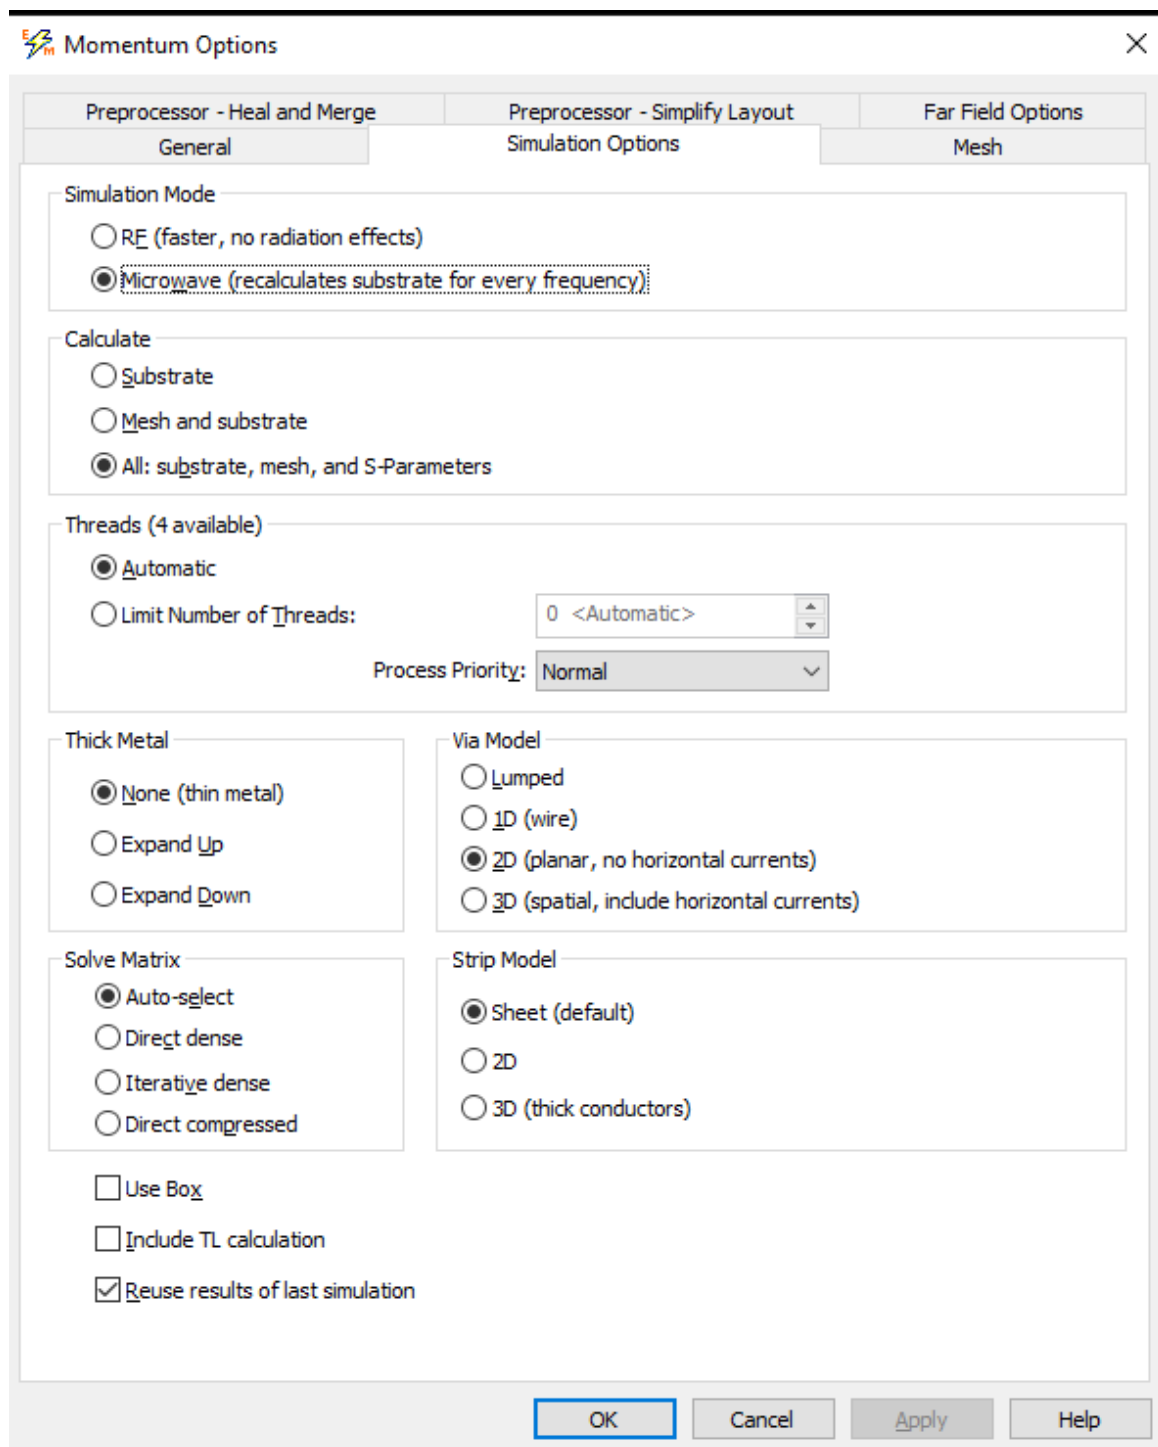 Momentum Options
Preprocessor - Heal and Merge
Preprocessor - Simplify Layout
Far Field Options
General
Simulation Options
Mesh
Simulation Mode
RF (faster, no radiation effects)
Microwave (recalculates substrate for every frequency)
Calculate
Substrate
Mesh and substrate
All: substrate, mesh, and S-Parameters
Threads (4 available)
Automatic
Limit Number of Threads:
0 <Automatic>
Process Priority:
Normal
Thick Metal
None (thin metal)
Expand Up
Expand Down
Via Model
Lumped
1D (wire)
2D (planar, no horizontal currents)
3D (spatial, include horizontal currents)
Solve Matrix
Auto-select
Direct dense
Iterative dense
Direct compressed
Strip Model
Sheet (default)
2D
3D (thick conductors)
Use Box
Include TL calculation
Reuse results of last simulation
OK
Cancel
Apply
Help